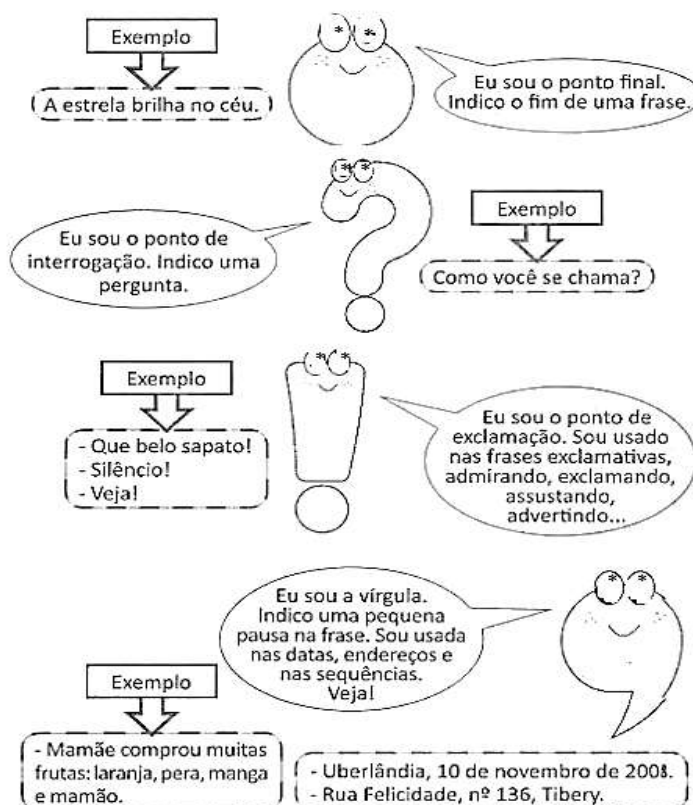 Exemplo
A estrela brilha no céu.
Eu sou o ponto final.
Indico o fim de uma frase.
Eu sou o ponto de
interrogação. Indico uma
pergunta.
Exemplo
Como você se chama?
Exemplo
- Que belo sapato!
- Silêncio!
- Veja!
Eu sou o ponto de
exclamação. Sou usado
nas frases exclamativas,
admirando, exclamando,
assustando,
advertindo...
Eu sou a vírgula.
Indico uma pequena
pausa na frase. Sou usada
nas datas, endereços e
nas sequências.
Veja!
Exemplo
- Mamãe comprou muitas
frutas: laranja, pera, manga
e mamão.
- Uberlândia, 10 de novembro de 2008.
- Rua Felicidade, nº 136, Tibery.